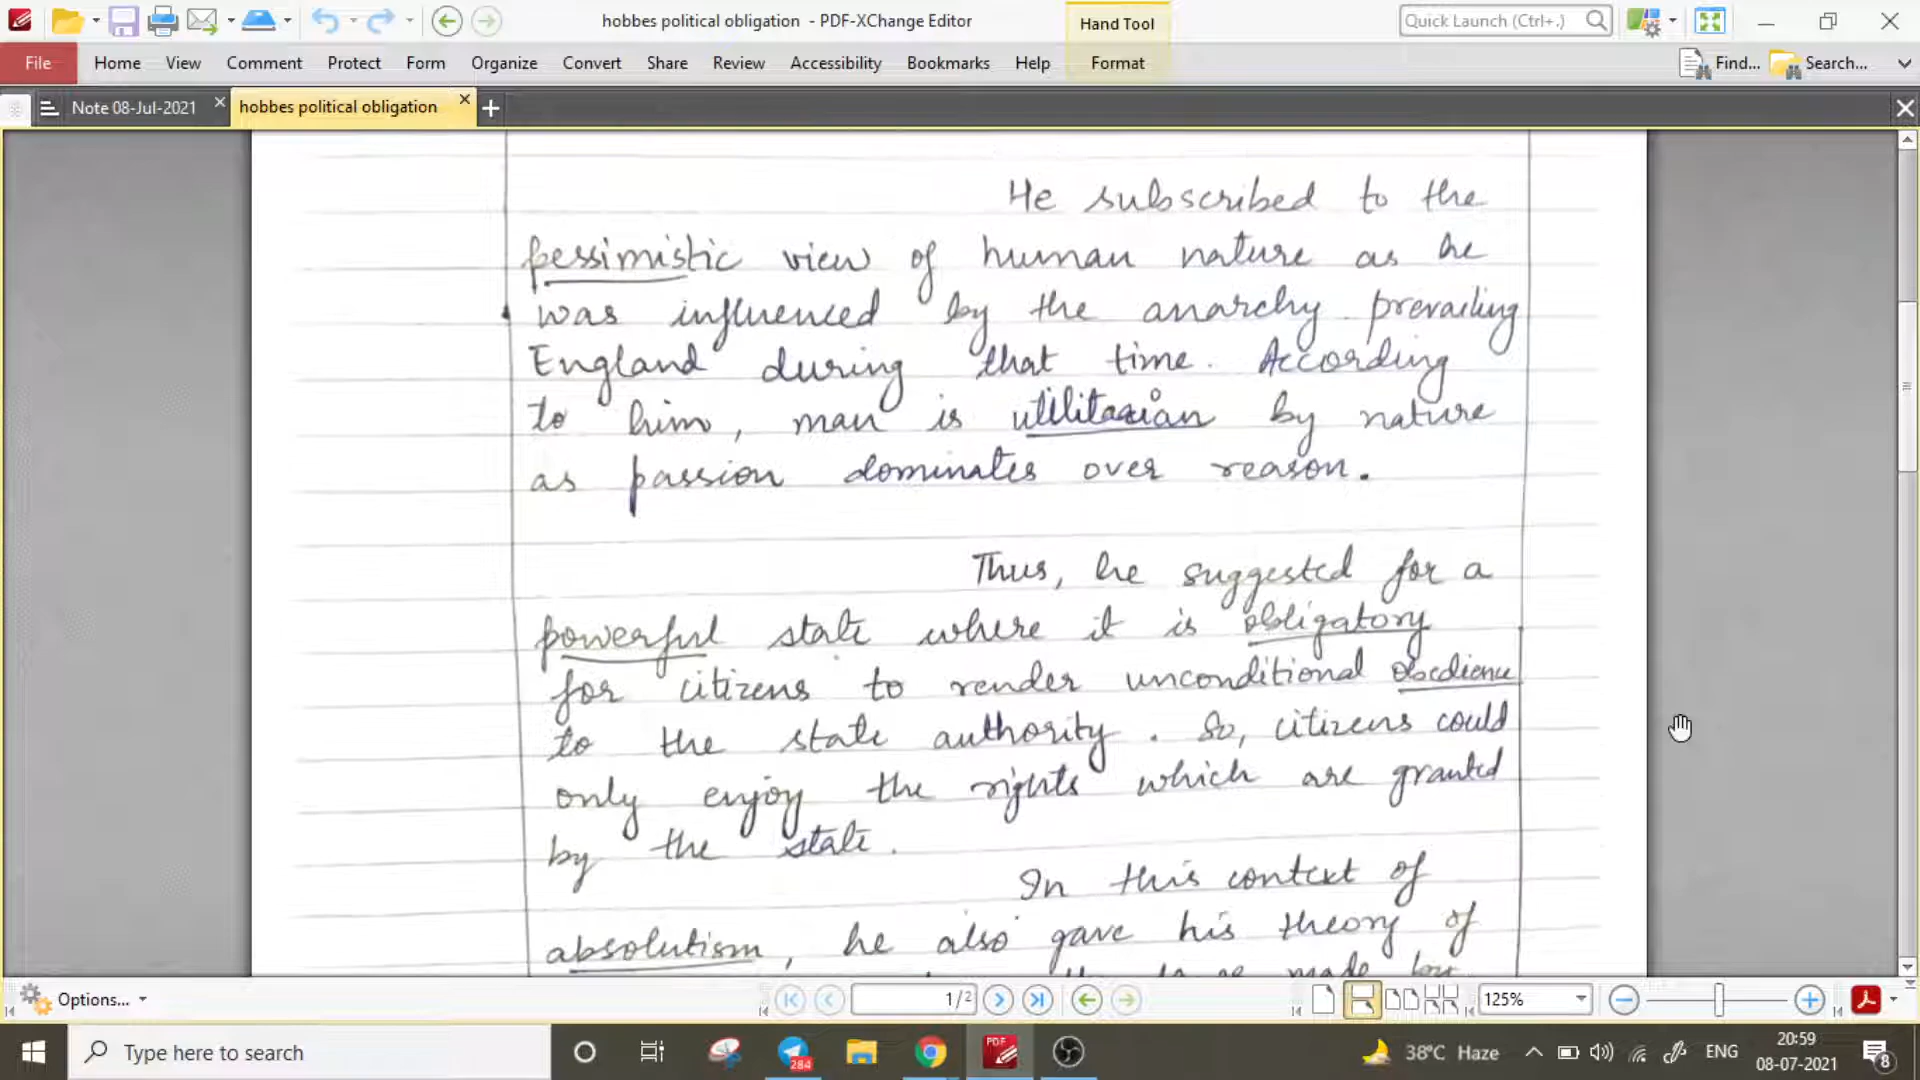 hobbes political obligation - PDF-XChange Editor
Hand Tool
Quick Launch (Ctrl+.)
File Home View Comment Protect Form Organize Convert Share Review Accessibility Bookmarks Help Format
Find... Search...
Note 08-Jul-2021 hobbes political obligation
He subscribed to the
pessimistic view of human nature as he
was influenced by the anarchy prevailing
England during that time. According
to him, man is utilitarian by nature
as passion dominates over reason.
Thus, he suggested for a
powerful state where it is obligatory
for citizens to render unconditional obedience
to the state authority. So, citizens could
only enjoy the rights which are granted
by the state.
In this context of
absolutism, he also gave his theory of
made by
Options... 1/2 125%
Type here to search
284
38°C Haze ENG
20:59
08-07-2021
8